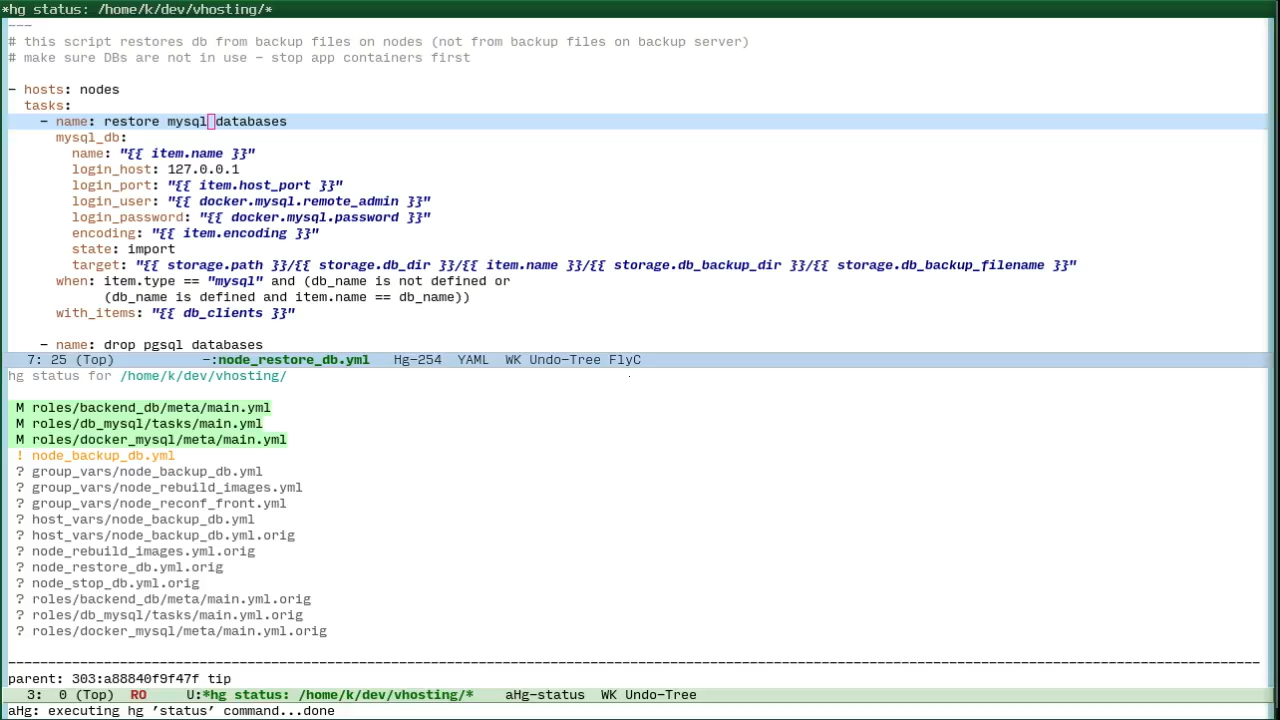 *hg status: /home/k/dev/vhosting/*
---
# this script restores db from backup files on nodes (not from backup files on backup server)
# make sure DBs are not in use – stop app containers first
- hosts: nodes
  tasks:
    - name: restore mysql databases
      mysql_db:
        name: "{{ item.name }}"
        login_host: 127.0.0.1
        login_port: "{{ item.host_port }}"
        login_user: "{{ docker.mysql.remote_admin }}"
        login_password: "{{ docker.mysql.password }}"
        encoding: "{{ item.encoding }}"
        state: import
        target: "{{ storage.path }}/{{ storage.db_dir }}/{{ item.name }}/{{ storage.db_backup_dir }}/{{ storage.db_backup_filename }}"
      when: item.type == "mysql" and (db_name is not defined or
            (db_name is defined and item.name == db_name))
      with_items: "{{ db_clients }}"
    - name: drop pgsql databases
7: 25 (Top) -:node_restore_db.yml Hg-254 YAML WK Undo-Tree FlyC
hg status for /home/k/dev/vhosting/
M roles/backend_db/meta/main.yml
M roles/db_mysql/tasks/main.yml
M roles/docker_mysql/meta/main.yml
! node_backup_db.yml
? group_vars/node_backup_db.yml
? group_vars/node_rebuild_images.yml
? group_vars/node_reconf_front.yml
? host_vars/node_backup_db.yml
? host_vars/node_backup_db.yml.orig
? node_rebuild_images.yml.orig
? node_restore_db.yml.orig
? node_stop_db.yml.orig
? roles/backend_db/meta/main.yml.orig
? roles/db_mysql/tasks/main.yml.orig
? roles/docker_mysql/meta/main.yml.orig
parent: 303:a88840f9f47f tip
3: 0 (Top) RO U:*hg status: /home/k/dev/vhosting/* aHg-status WK Undo-Tree
aHg: executing hg 'status' command...done